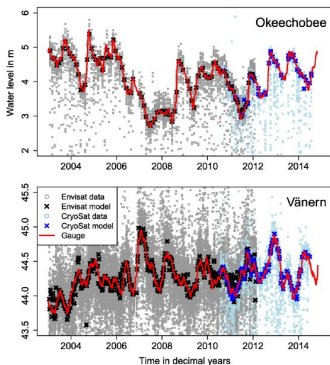 Okeechobee
6
5
4
3
2
Water level in m
2004 2006 2008 2010 2012 2014
Vänern
Envisat data
Envisat model
CryoSat data
CryoSat model
Gauge
45.5
45.0
44.5
44.0
43.5
2004 2006 2008 2010 2012 2014
Time in decimal years